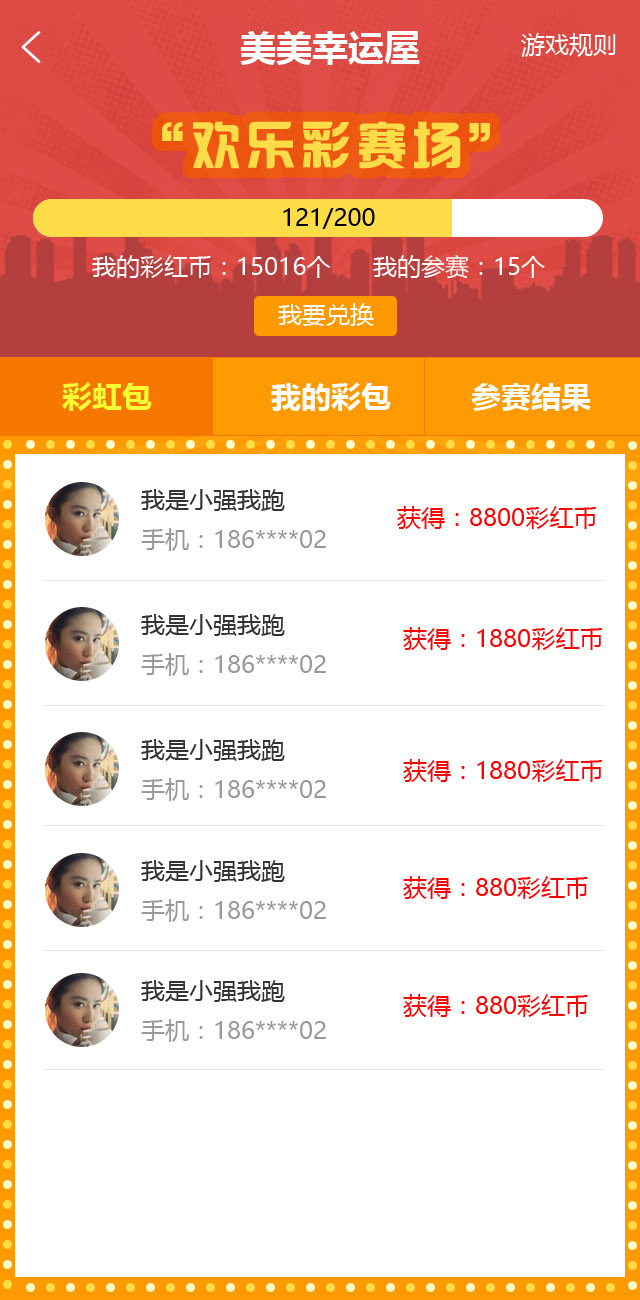 美美幸运屋 游戏规则
“欢乐彩赛场”
121/200
我的彩红币：15016个 我的参赛：15个
我要兑换
彩虹包 我的彩包 参赛结果
我是小强我跑
手机：186****02
获得：8800彩红币
我是小强我跑
手机：186****02
获得：1880彩红币
我是小强我跑
手机：186****02
获得：1880彩红币
我是小强我跑
手机：186****02
获得：880彩红币
我是小强我跑
手机：186****02
获得：880彩红币